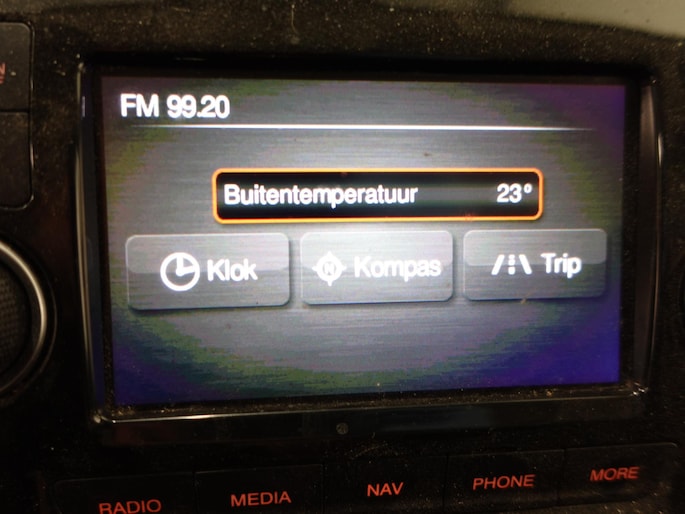 FM 99.20
Buitentemperatuur 23°
Klok
N Kompas
Trip
RADIO MEDIA NAV PHONE MORE